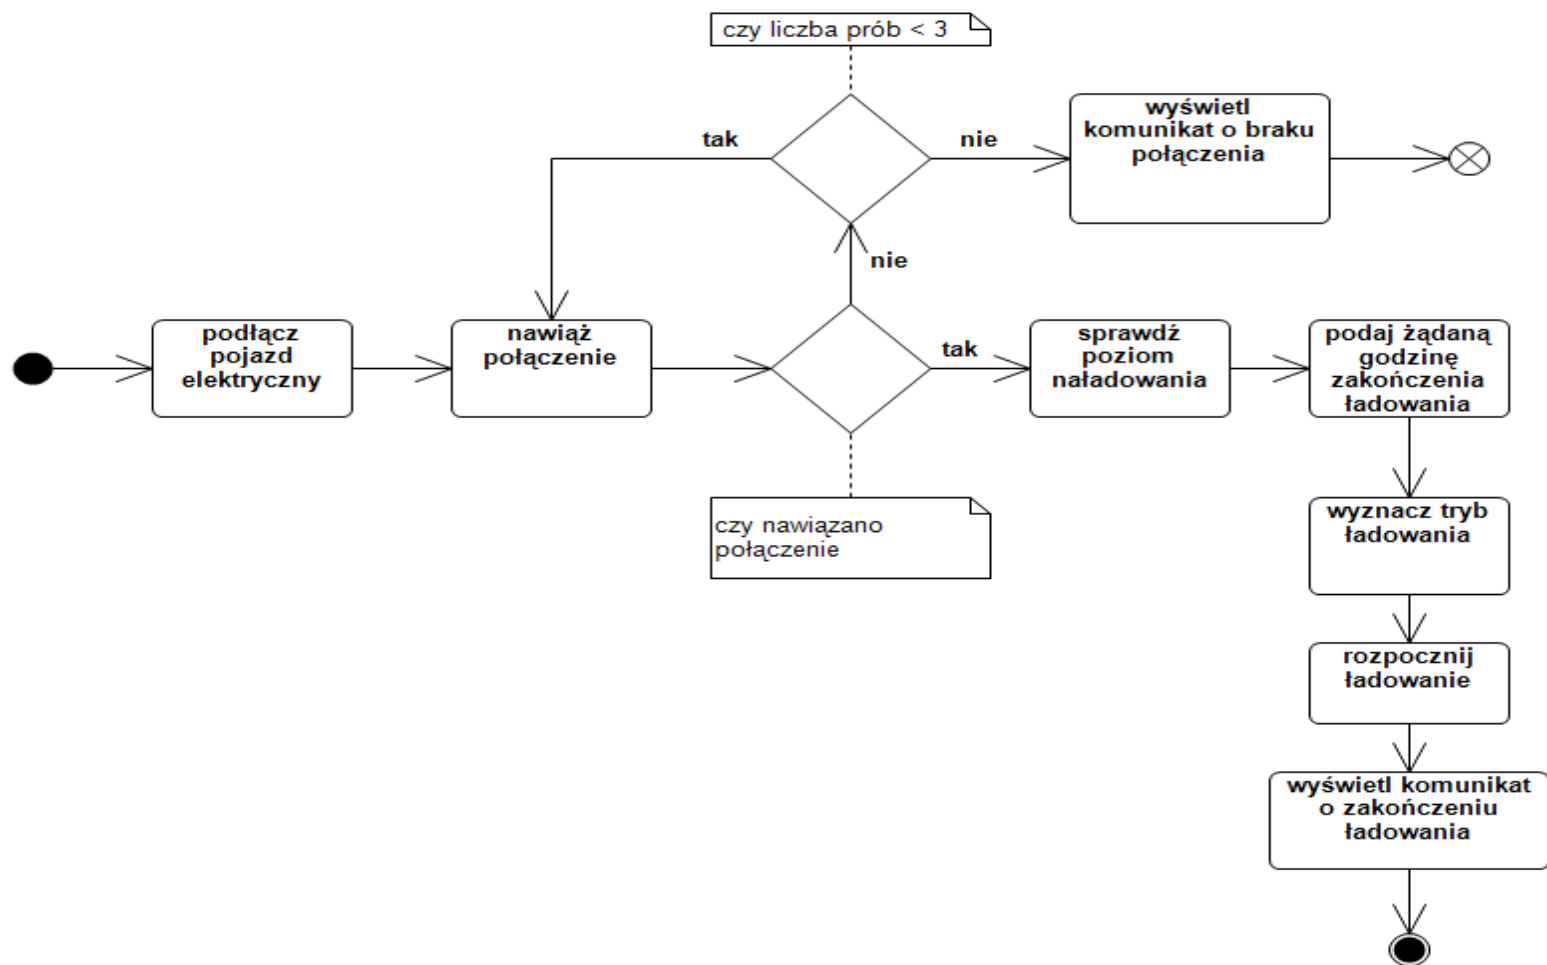 czy liczba prób < 3
tak
nie
wyświetl
komunikat o braku
połączenia
nie
podłącz
pojazd
elektryczny
nawiąż
połączenie
tak
sprawdź
poziom
naładowania
podaj żądaną
godzinę
zakończenia
ładowania
czy nawiązano
połączenie
wyznacz tryb
ładowania
rozpocznij
ładowanie
wyświetl komunikat
o zakończeniu
ładowania